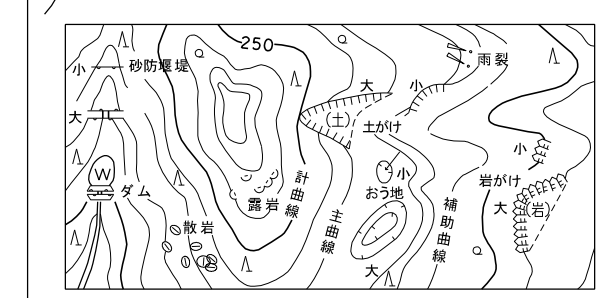 250
小 砂防堰堤
雨裂
大
大 小
(土)
土がけ
小
W
ダム
小
おう地
岩がけ
大
(岩)
露岩
計曲線
主曲線
補助曲線
散岩
大